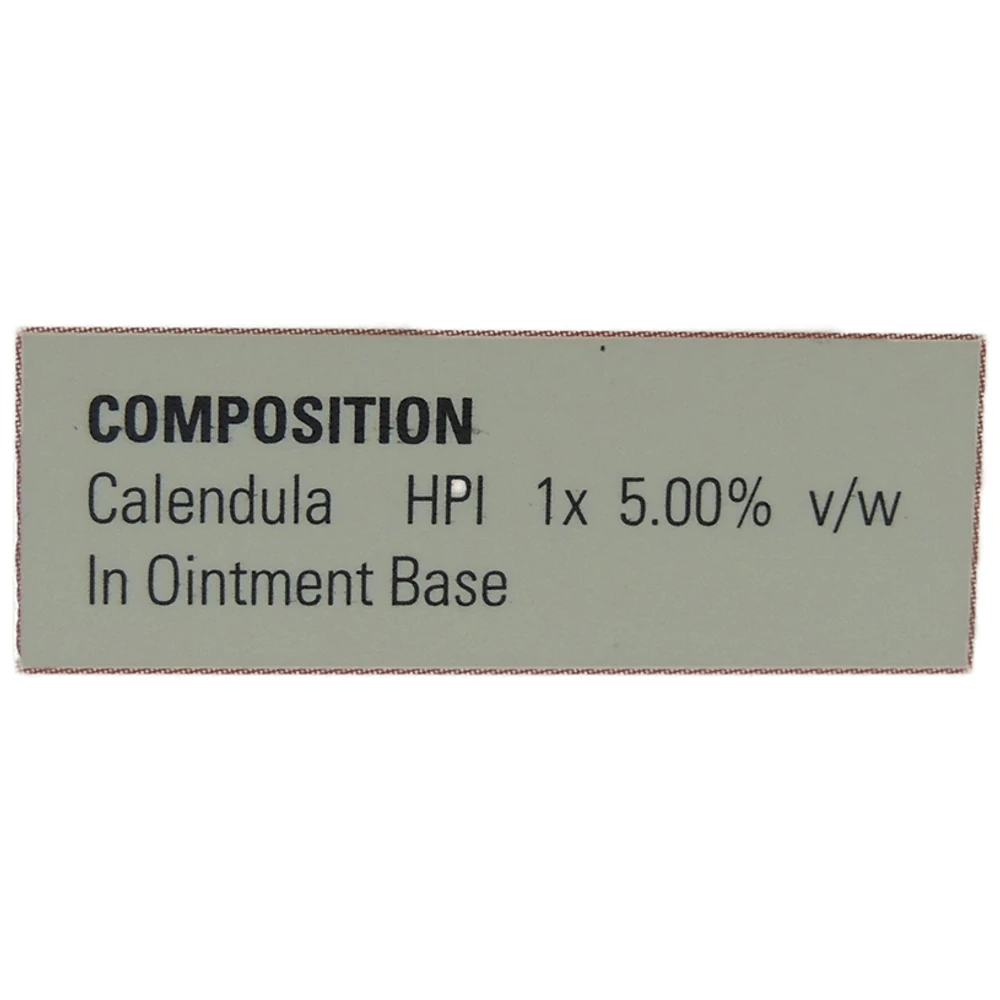 COMPOSITION
Calendula HPI 1x 5.00% v/w
In Ointment Base